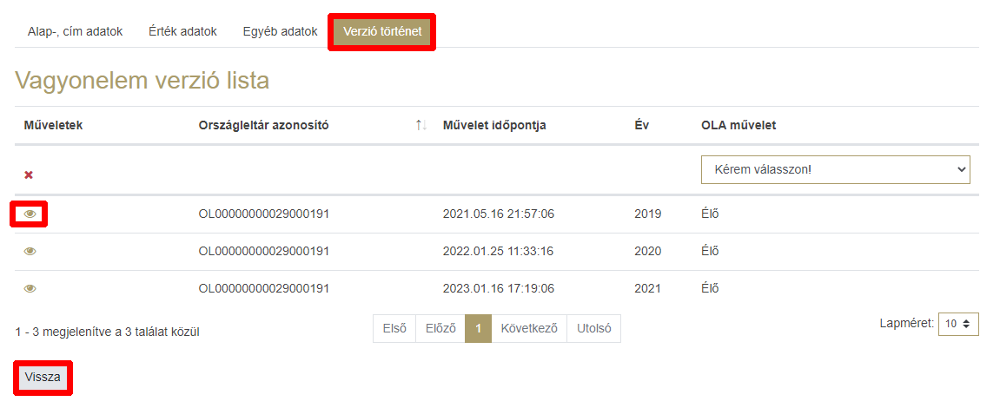 Alap-, cím adatok Érték adatok Egyéb adatok Verzió történet
Vagyonelem verzió lista
Műveletek Országleltár azonosító Művelet időpontja Év OLA művelet
Kérem válasszon!
OL00000000029000191 2021.05.16 21:57:06 2019 Élő
OL00000000029000191 2022.01.25 11:33:16 2020 Élő
OL00000000029000191 2023.01.16 17:19:06 2021 Élő
1 - 3 megjelenítve a 3 találat közül Első Előző 1 Következő Utolsó Lapméret: 10
Vissza